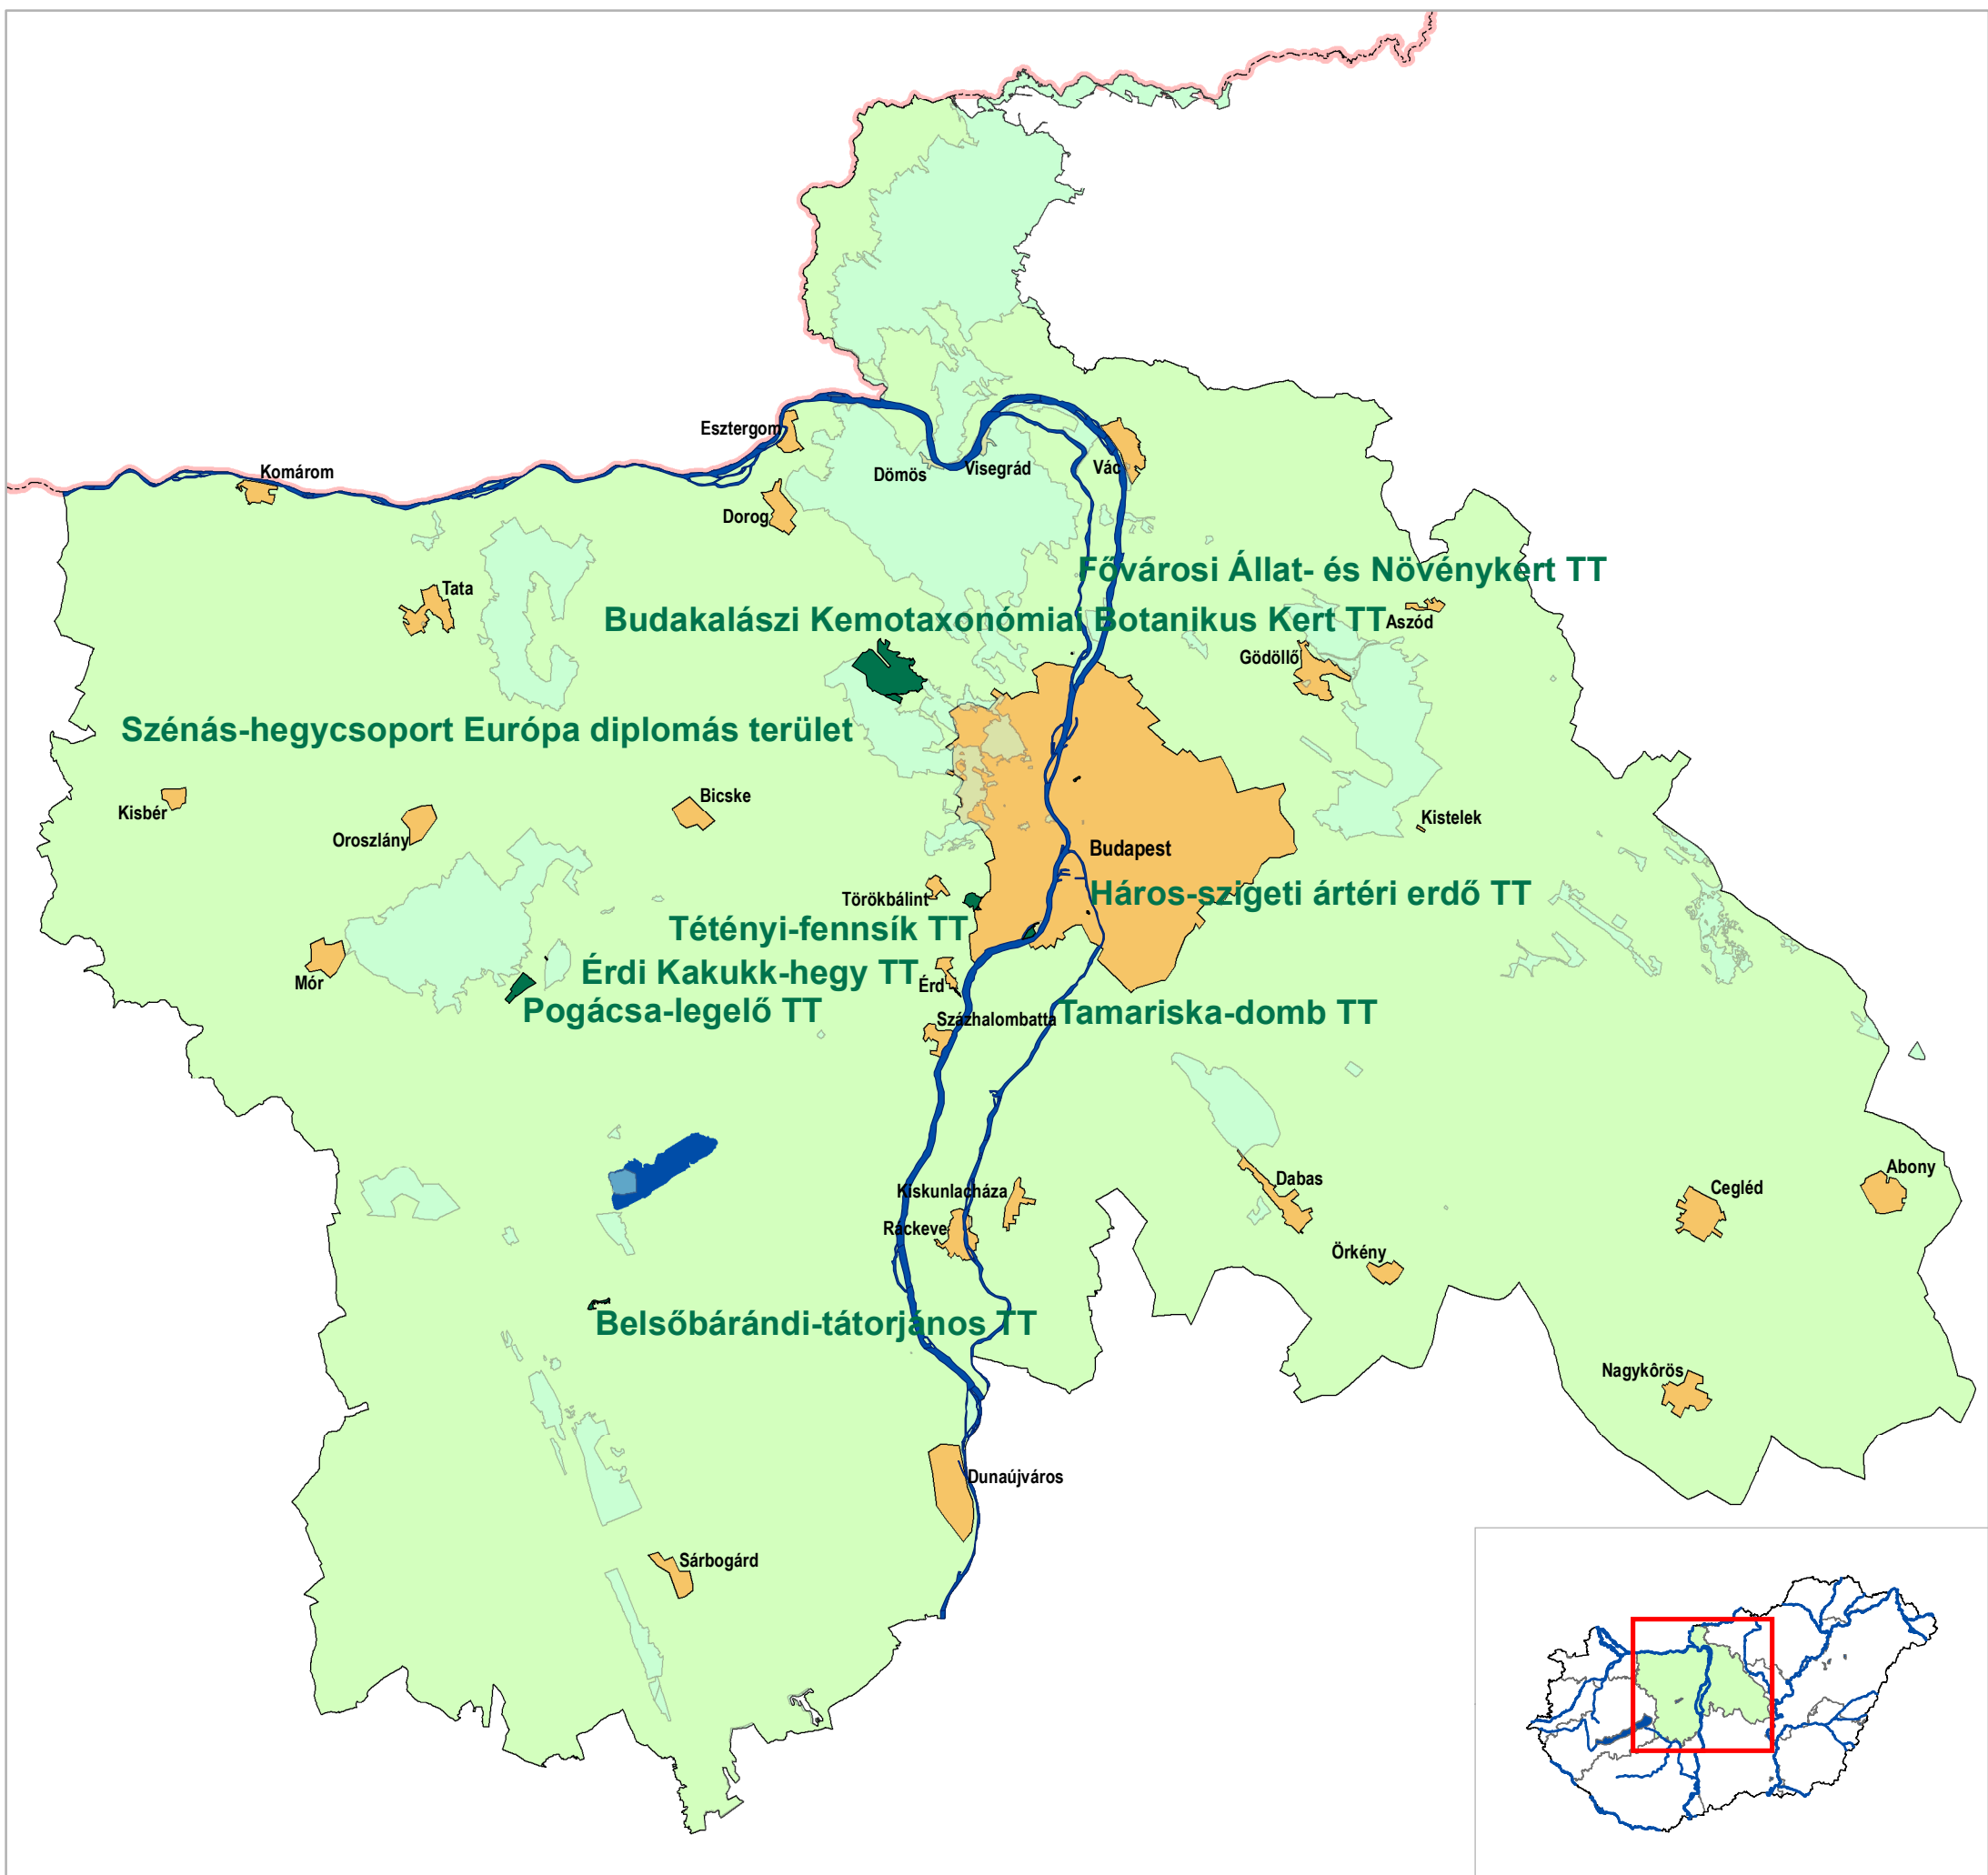 Esztergom
Komárom
Dömös
Visegrád
Vác
Dorog
Fővárosi Állat- és Növénykert TT
Tata
Budakalászi Kemotaxonómiai Botanikus Kert TT
Aszód
Gödöllő
Szénás-hegycsoport Európa diplomás terület
Bicske
Kisbér
Oroszlány
Kistelek
Budapest
Törökbálint
Háros-szigeti ártéri erdő TT
Tétényi-fennsík TT
Érdi Kakukk-hegy TT
Mór
Érd
Pogácsa-legelő TT
Százhalombatta
Tamariska-domb TT
Abony
Dabas
Cegléd
Kiskunlacháza
Ráckeve
Örkény
Belsőbárándi-tátorjános TT
Nagykôrös
Dunaújváros
Sárbogárd